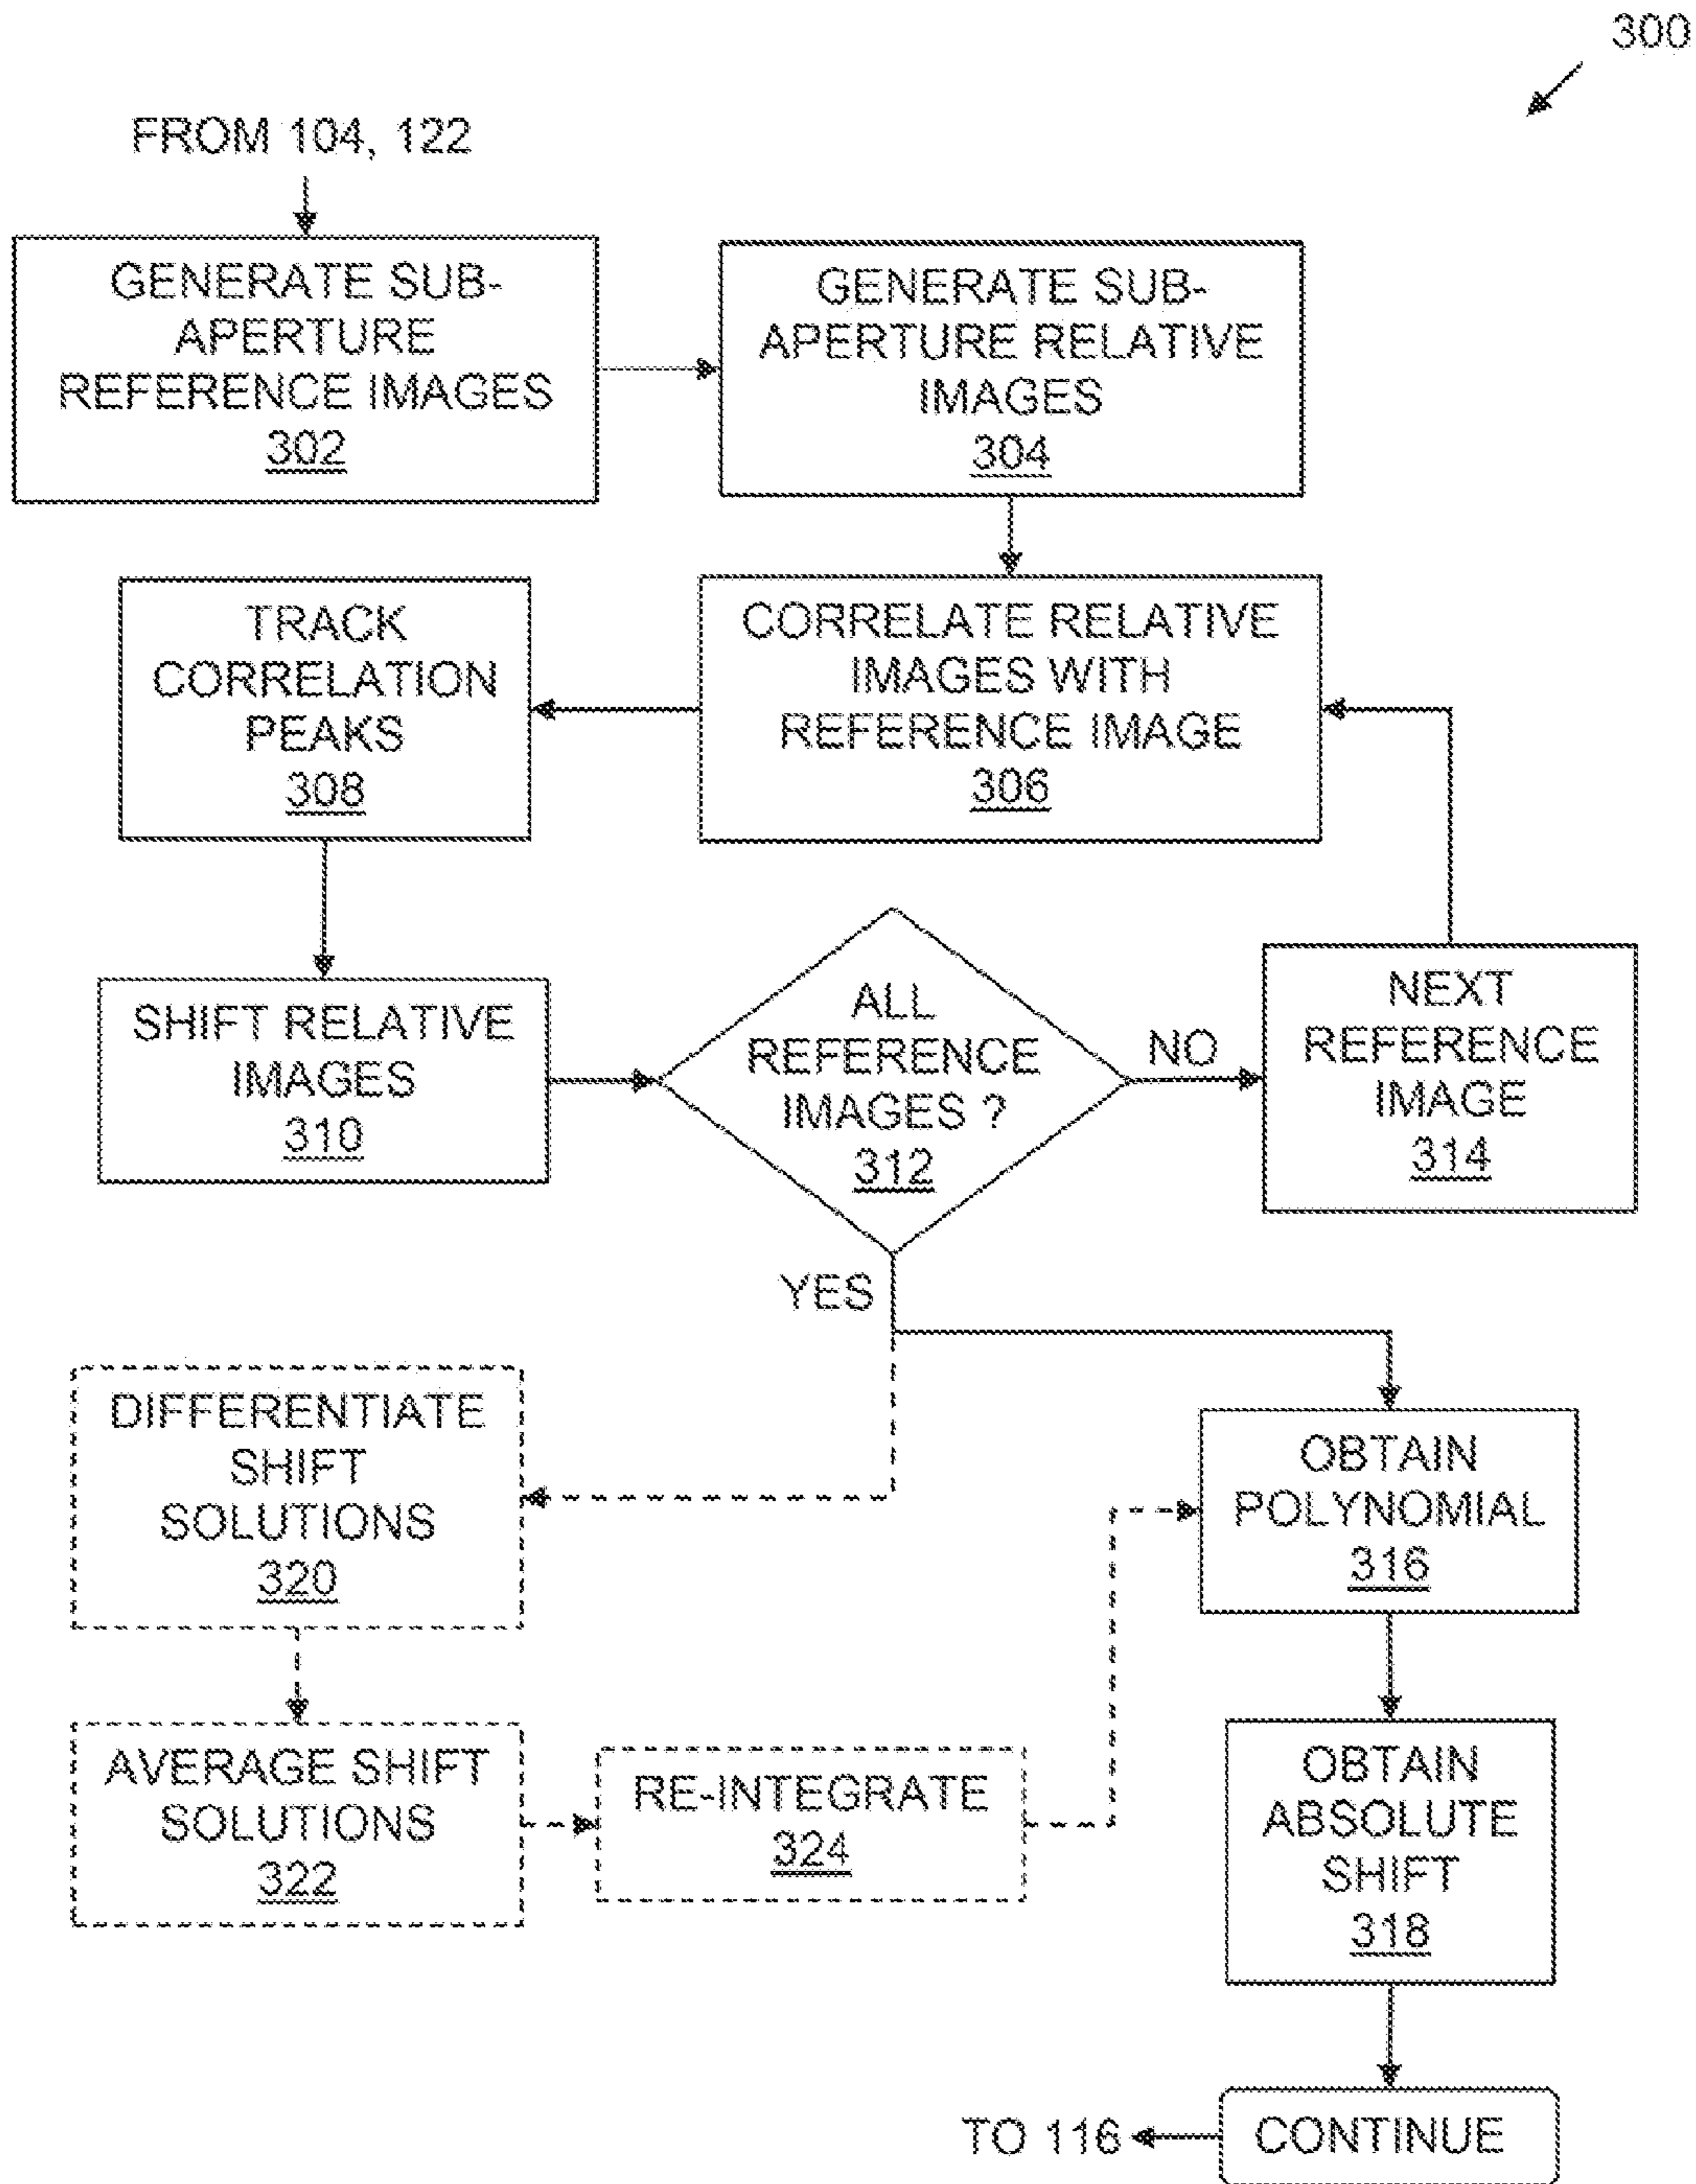 300
FROM 104, 122
GENERATE SUB-
APERTURE
REFERENCE IMAGES
302
GENERATE SUB-
APERTURE RELATIVE
IMAGES
304
CORRELATE RELATIVE
IMAGES WITH
REFERENCE IMAGE
306
TRACK
CORRELATION
PEAKS
308
SHIFT RELATIVE
IMAGES
310
ALL
REFERENCE
IMAGES ?
312
NO
NEXT
REFERENCE
IMAGE
314
YES
DIFFERENTIATE
SHIFT
SOLUTIONS
320
AVERAGE SHIFT
SOLUTIONS
322
RE-INTEGRATE
324
OBTAIN
POLYNOMIAL
316
OBTAIN
ABSOLUTE
SHIFT
318
CONTINUE
TO 116